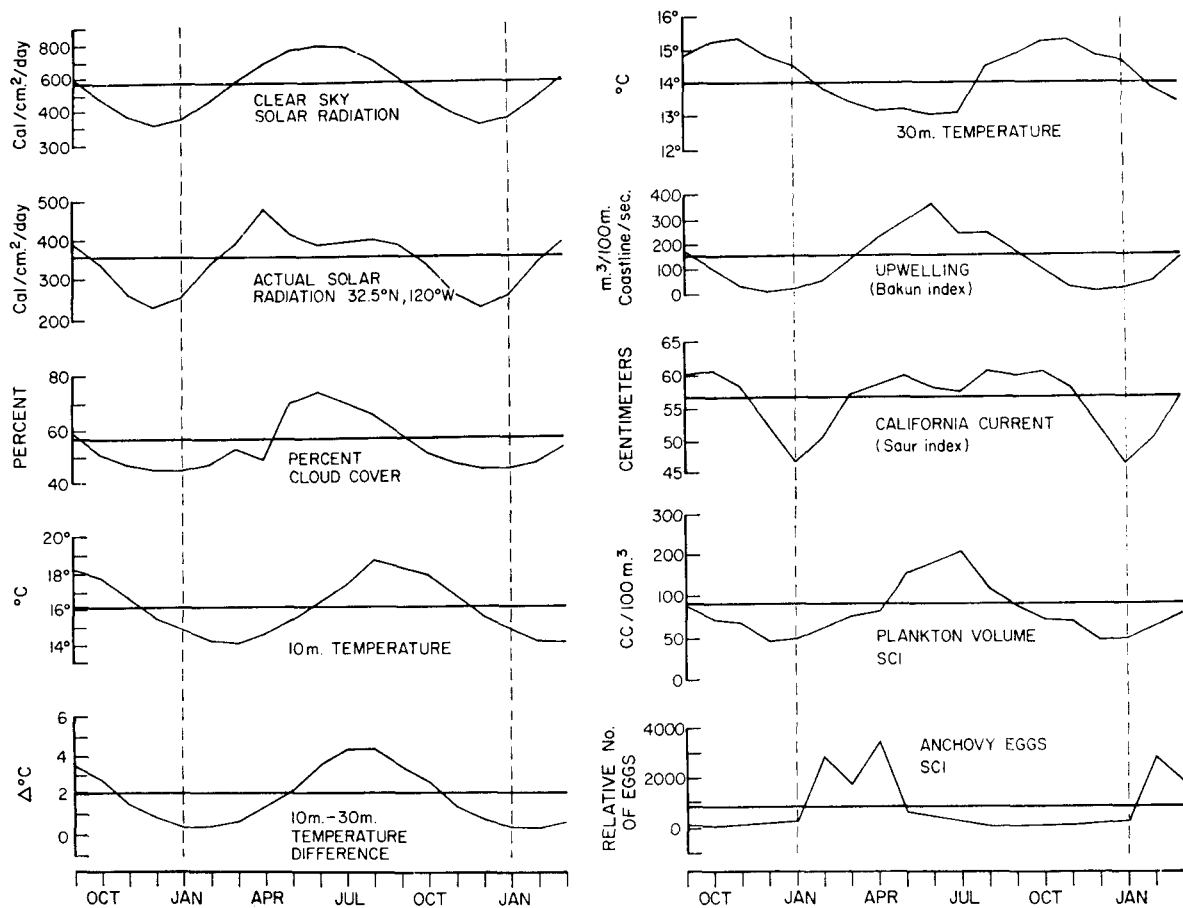 Cal/cm.²/day
800
600
400
300
CLEAR SKY
SOLAR RADIATION
Cal/cm.²/day
500
400
300
200
ACTUAL SOLAR
RADIATION 32.5°N, 120°W
PERCENT
80
60
40
PERCENT
CLOUD COVER
°C
20°
18°
16°
14°
10m. TEMPERATURE
Δ°C
6
4
2
0
10m.-30m.
TEMPERATURE
DIFFERENCE
OCT JAN APR JUL OCT JAN
°C
16°
15°
14°
13°
12°
30m. TEMPERATURE
m.³/100m.
Coastline/sec.
400
300
200
100
0
UPWELLING
(Bakun index)
CENTIMETERS
65
60
55
50
45
CALIFORNIA CURRENT
(Saur index)
CC/100m.³
300
200
100
50
0
PLANKTON VOLUME
SCI
RELATIVE No.
OF EGGS
4000
2000
0
ANCHOVY EGGS
SCI
OCT JAN APR JUL OCT JAN